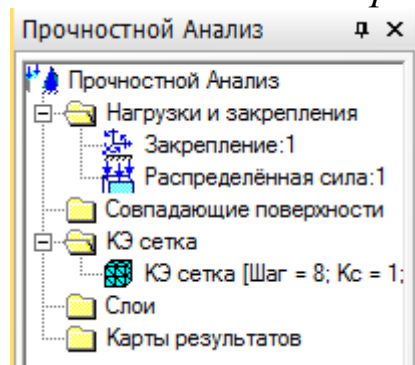 Прочностной Анализ
Прочностной Анализ
Нагрузки и закрепления
Закрепление:1
Распределённая сила:1
Совпадающие поверхности
КЭ сетка
КЭ сетка [Шаг = 8; Кс = 1;
Слои
Карты результатов